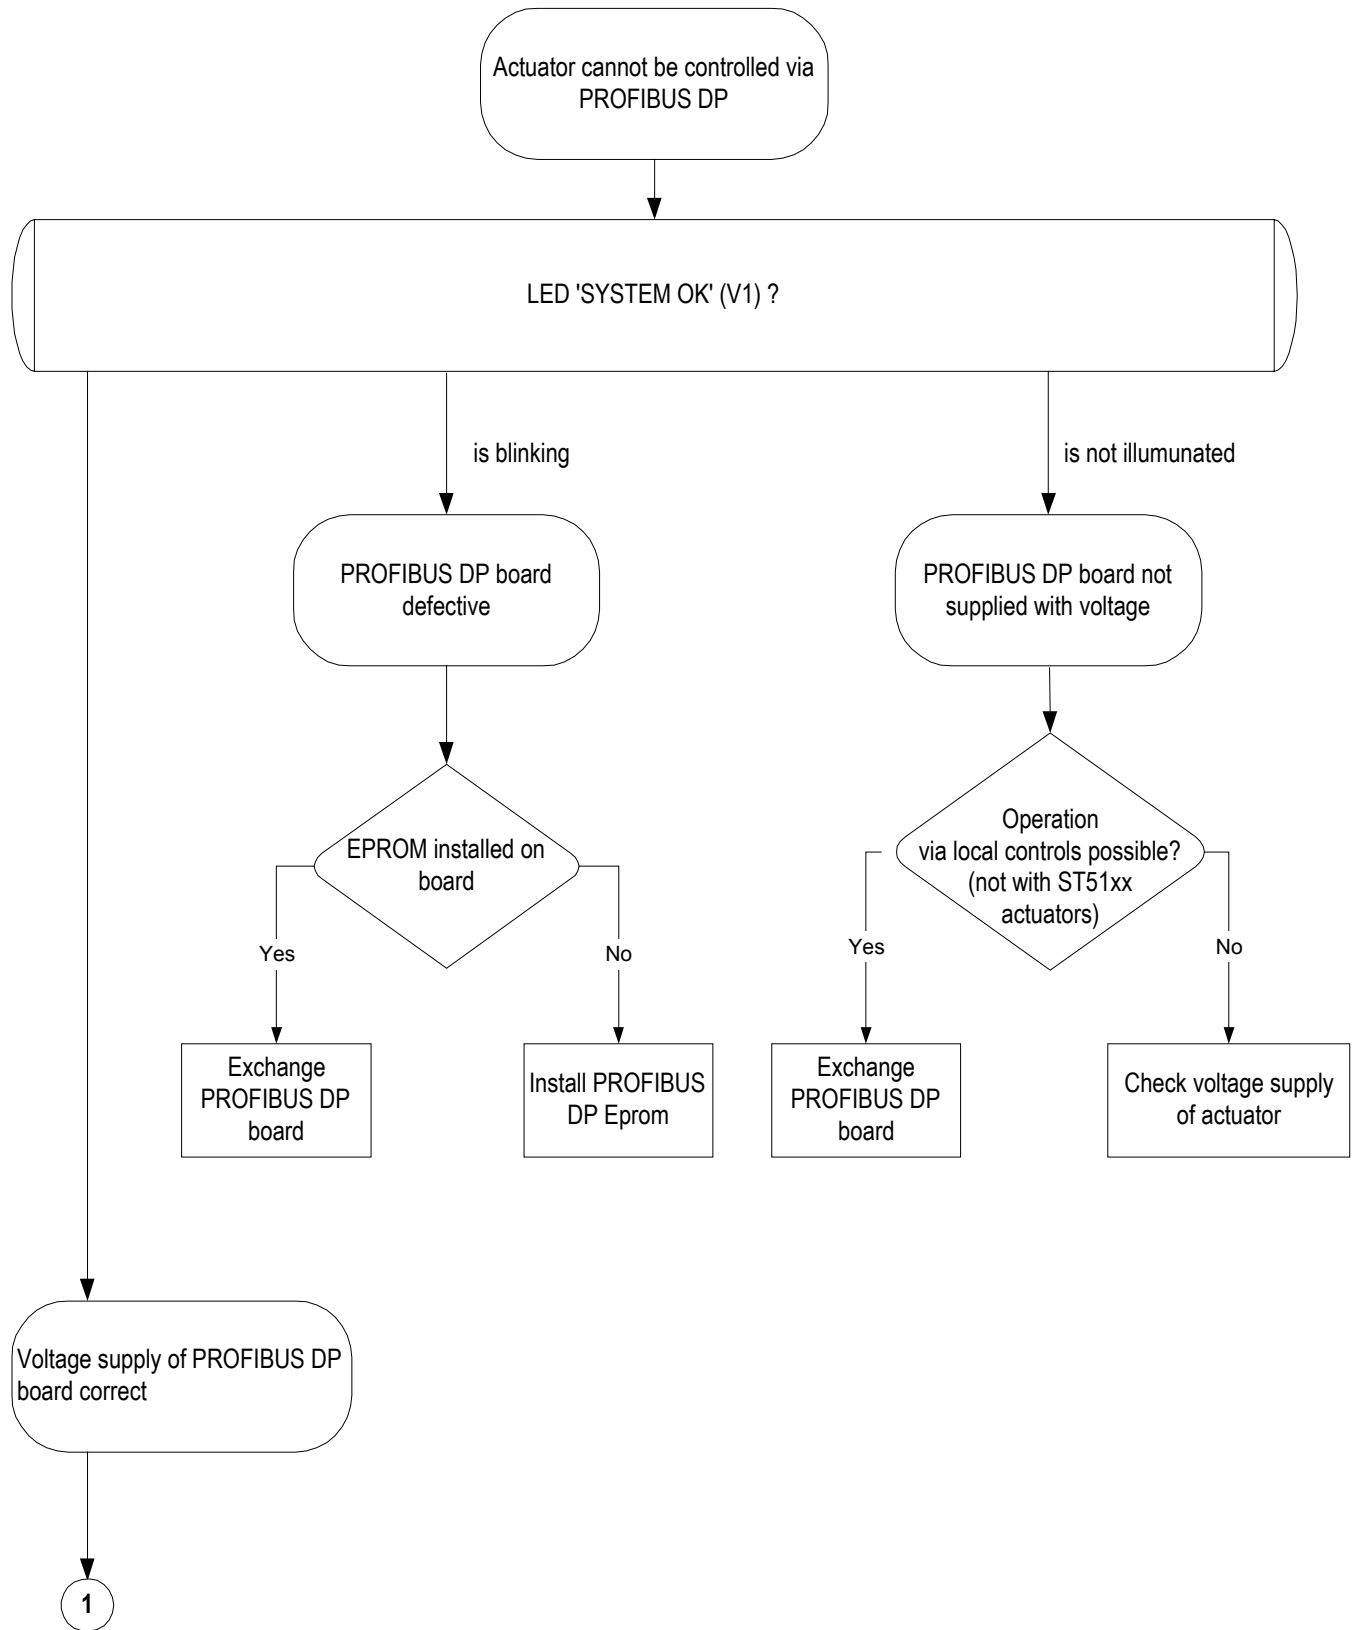 Actuator cannot be controlled via
PROFIBUS DP
LED 'SYSTEM OK' (V1) ?
is blinking
is not illumunated
PROFIBUS DP board
defective
PROFIBUS DP board not
supplied with voltage
EPROM installed on
board
Operation
via local controls possible?
(not with ST51xx
actuators)
Yes
No
Yes
No
Exchange
PROFIBUS DP
board
Install PROFIBUS
DP Eprom
Exchange
PROFIBUS DP
board
Check voltage supply
of actuator
Voltage supply of PROFIBUS DP
board correct
1